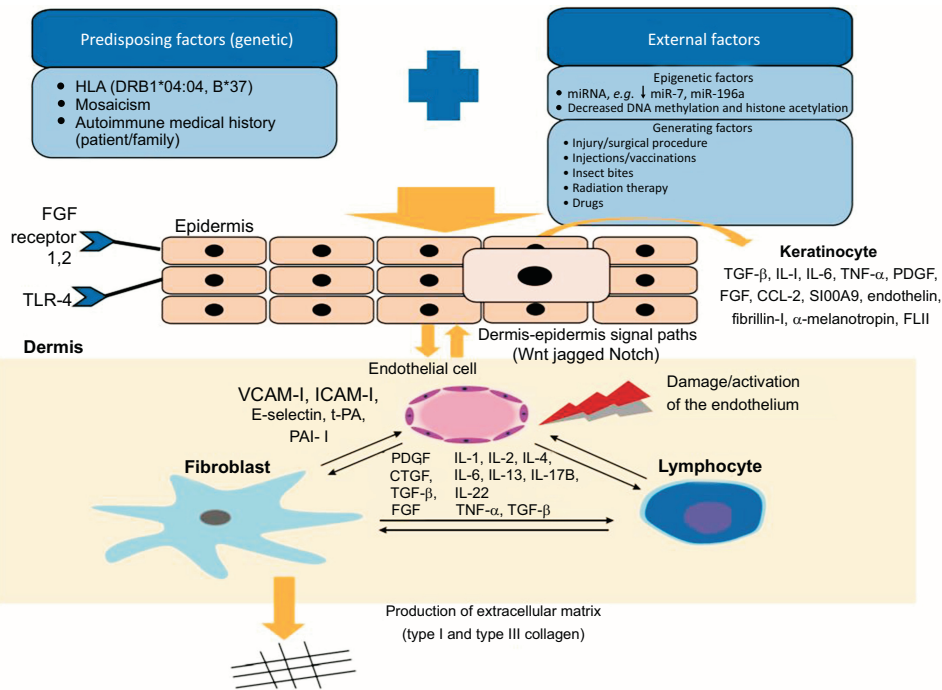 Predisposing factors (genetic)
• HLA (DRB1*04:04, B*37)
• Mosaicism
• Autoimmune medical history
(patient/family)
External factors
Epigenetic factors
• miRNA, e.g. ↓ miR-7, miR-196a
• Decreased DNA methylation and histone acetylation
Generating factors
• Injury/surgical procedure
• Injections/vaccinations
• Insect bites
• Radiation therapy
• Drugs
FGF
receptor
1,2
TLR-4
Epidermis
Keratinocyte
TGF-β, IL-I, IL-6, TNF-α, PDGF,
FGF, CCL-2, SI00A9, endothelin,
fibrillin-I, α-melanotropin, FLII
Dermis-epidermis signal paths
(Wnt jagged Notch)
Dermis
Endothelial cell
VCAM-I, ICAM-I,
E-selectin, t-PA,
PAI- I
Damage/activation
of the endothelium
Fibroblast
PDGF
CTGF,
TGF-β,
FGF
IL-1, IL-2, IL-4,
IL-6, IL-13, IL-17B,
IL-22
TNF-α, TGF-β
Lymphocyte
Production of extracellular matrix
(type I and type III collagen)